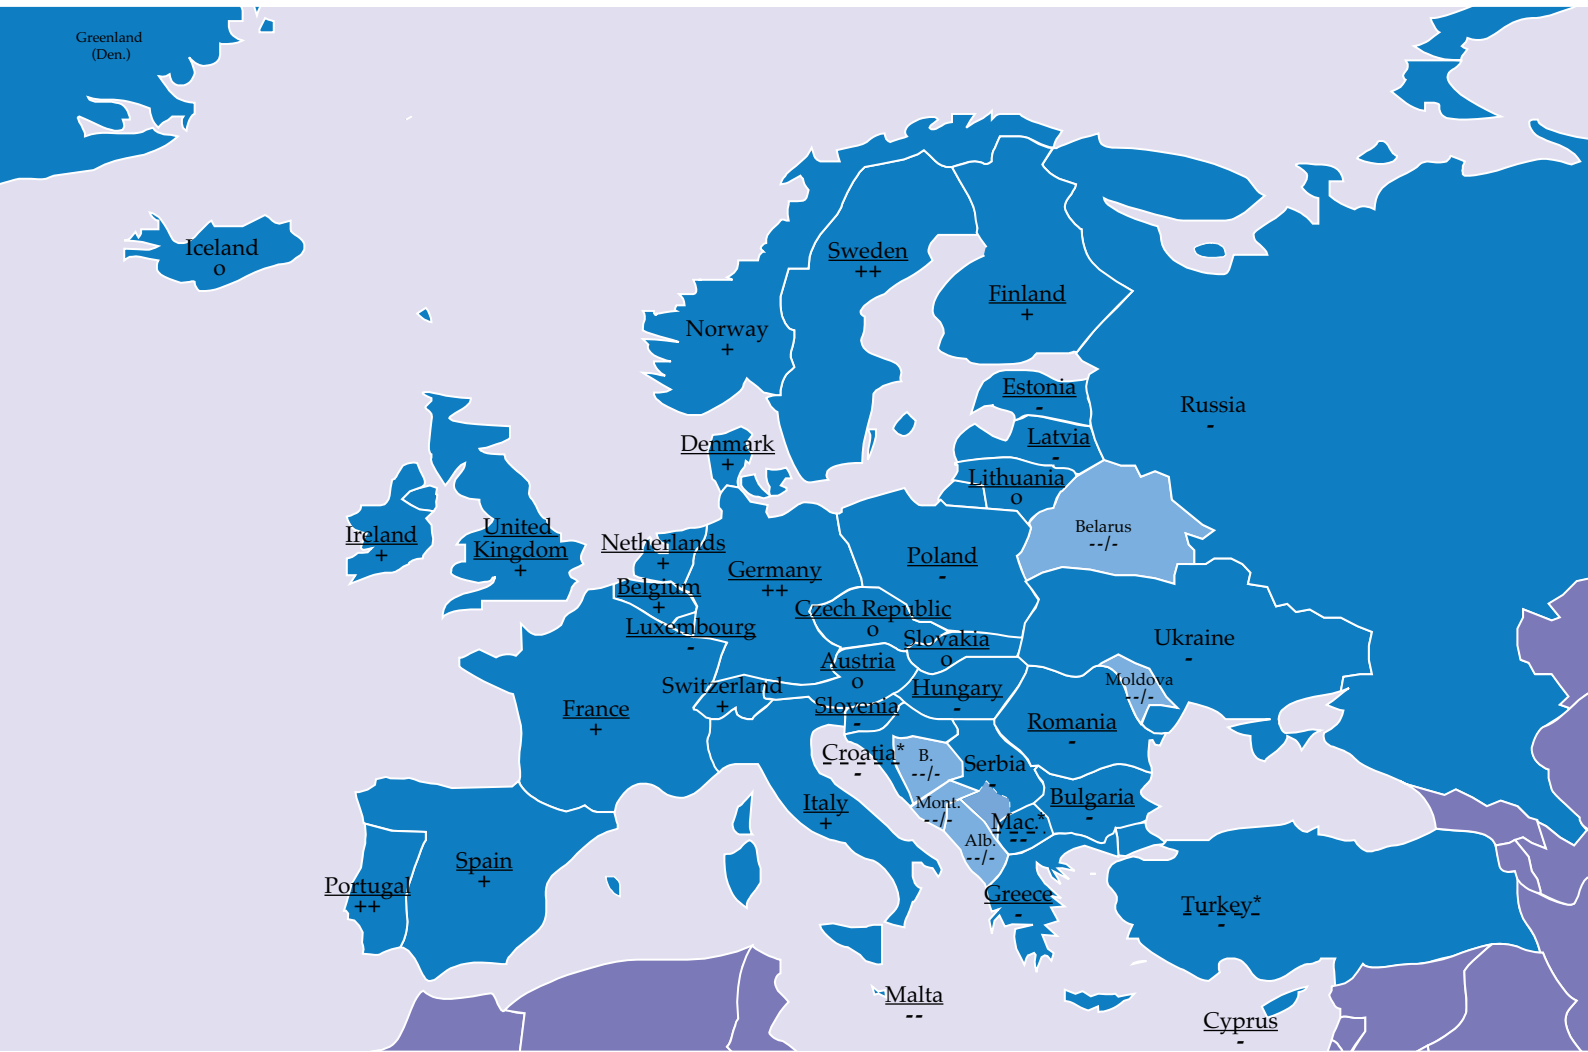 Greenland
(Den.)
Iceland
o
Sweden
++
Finland
+
Norway
+
Estonia
-
Russia
-
Denmark
+
Latvia
-
Lithuania
o
Ireland
+
United
Kingdom
+
Netherlands
+
Belarus
--/-
Poland
-
Germany
++
Belgium
+
Czech Republic
o
Luxembourg
-
Slovakia
o
Ukraine
-
Austria
o
Switzerland
+
Hungary
-
Moldova
--/-
France
+
Slovenia
-
Romania
-
Croatia*
-
B.
--/-
Serbia
-
Italy
+
Mont.
--/-
Bulgaria
-
Mac.*
--
Alb.
--/-
Spain
+
Portugal
++
Greece
-
Turkey*
-
Malta
--
Cyprus
-